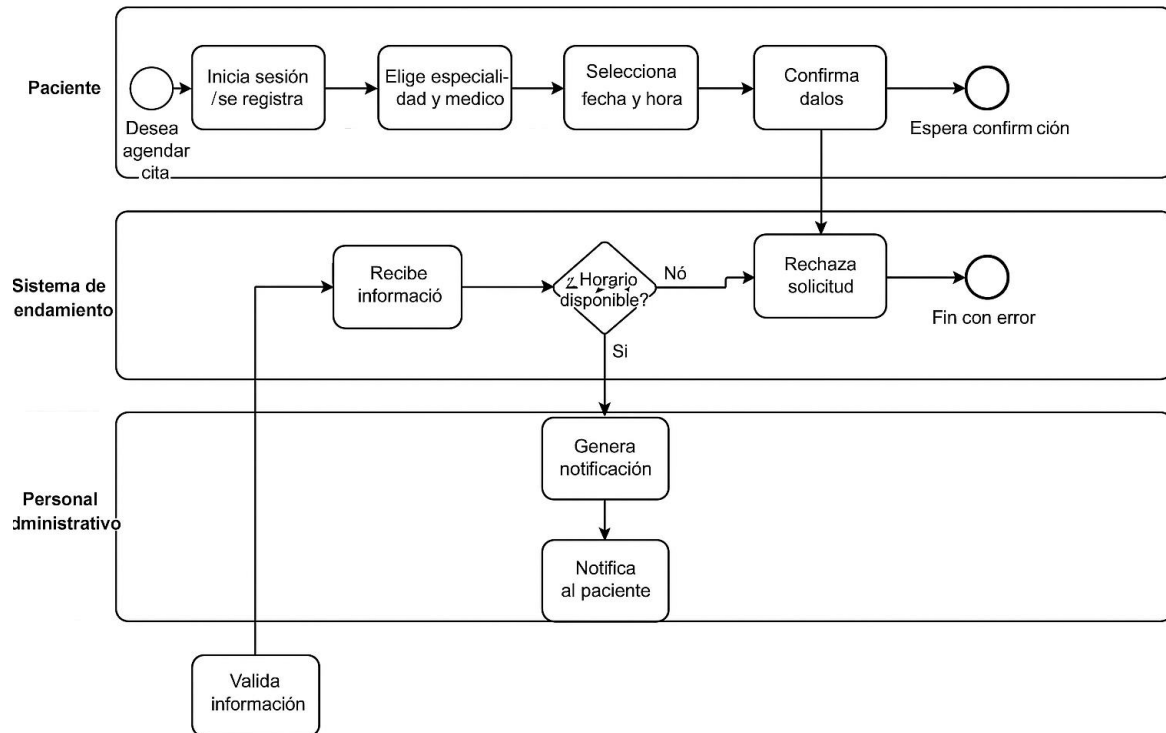 Paciente
Desea
agendar
cita
Inicia sesión
/se registra
Elige especiali-
dad y medico
Selecciona
fecha y hora
Confirma
dalos
Espera confirm ción
Sistema de
endamiento
Recibe
informació
¿ Horario
disponible?
Nó
Si
Rechaza
solicitud
Fin con error
Personal
dministrativo
Genera
notificación
Notifica
al paciente
Valida
información